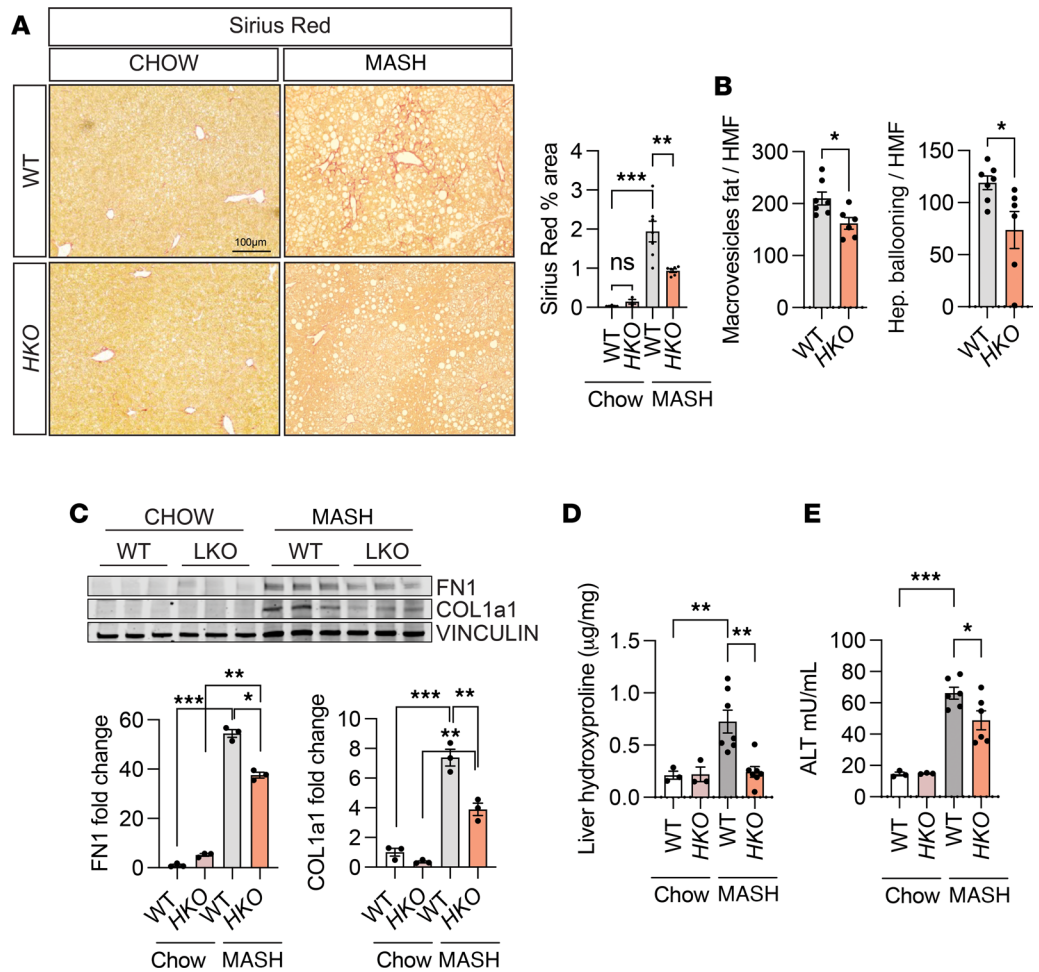 A
Sirius Red
CHOW
MASH
WT
HKO
100µm
Sirius Red % area
4
3
2
1
0
***
**
ns
WT
HKO
WT
HKO
Chow
MASH
B
Macrovesicles fat / HMF
300
200
100
0
*
WT
HKO
Hep. ballooning / HMF
150
100
50
0
*
WT
HKO
C
CHOW
MASH
WT
LKO
WT
LKO
FN1
COL1a1
VINCULIN
FN1 fold change
60
40
20
0
***
**
*
WT
HKO
WT
HKO
Chow
MASH
COL1a1 fold change
10
8
6
4
2
0
***
**
**
WT
HKO
WT
HKO
Chow
MASH
D
Liver hydroxyproline (µg/mg)
1.5
1.0
0.5
0.0
**
**
WT
HKO
WT
HKO
Chow
MASH
E
ALT mU/mL
100
80
60
40
20
0
***
*
WT
HKO
WT
HKO
Chow
MASH